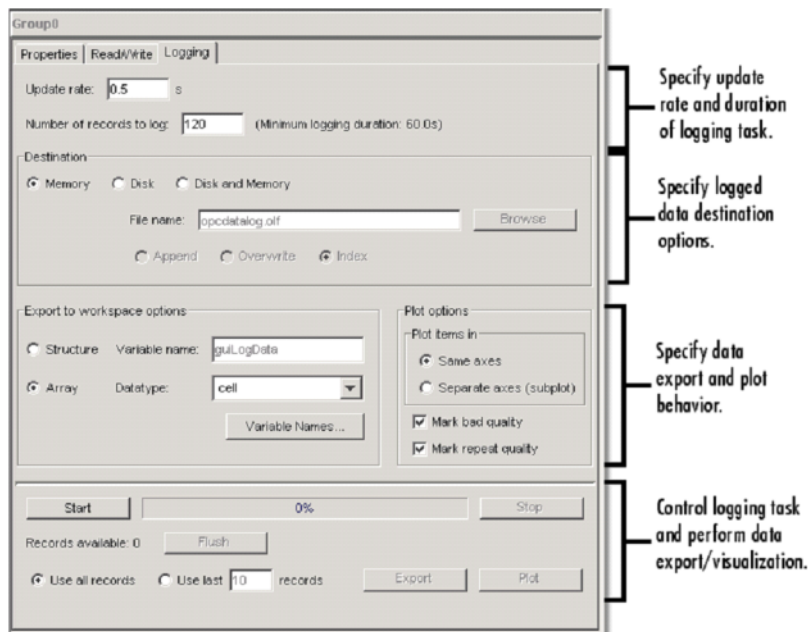 Group0
Properties Read/Write Logging
Update rate: 0.5 s
Number of records to log: 120 (Minimum logging duration: 60.0s)
Specify update
rate and duration
of logging task.
Destination
Memory Disk Disk and Memory
File name: opcdatalog.olf Browse
Append Overwrite Index
Specify logged
data destination
options.
Export to workspace options
Structure Variable name: guiLogData
Array Datatype: cell
Variable Names...
Plot options
Plot items in
Same axes
Separate axes (subplot)
Mark bad quality
Mark repeat quality
Specify data
export and plot
behavior.
Start 0% Stop
Records available: 0 Flush
Use all records Use last 10 records Export Plot
Control logging task
and perform data
export/visualization.